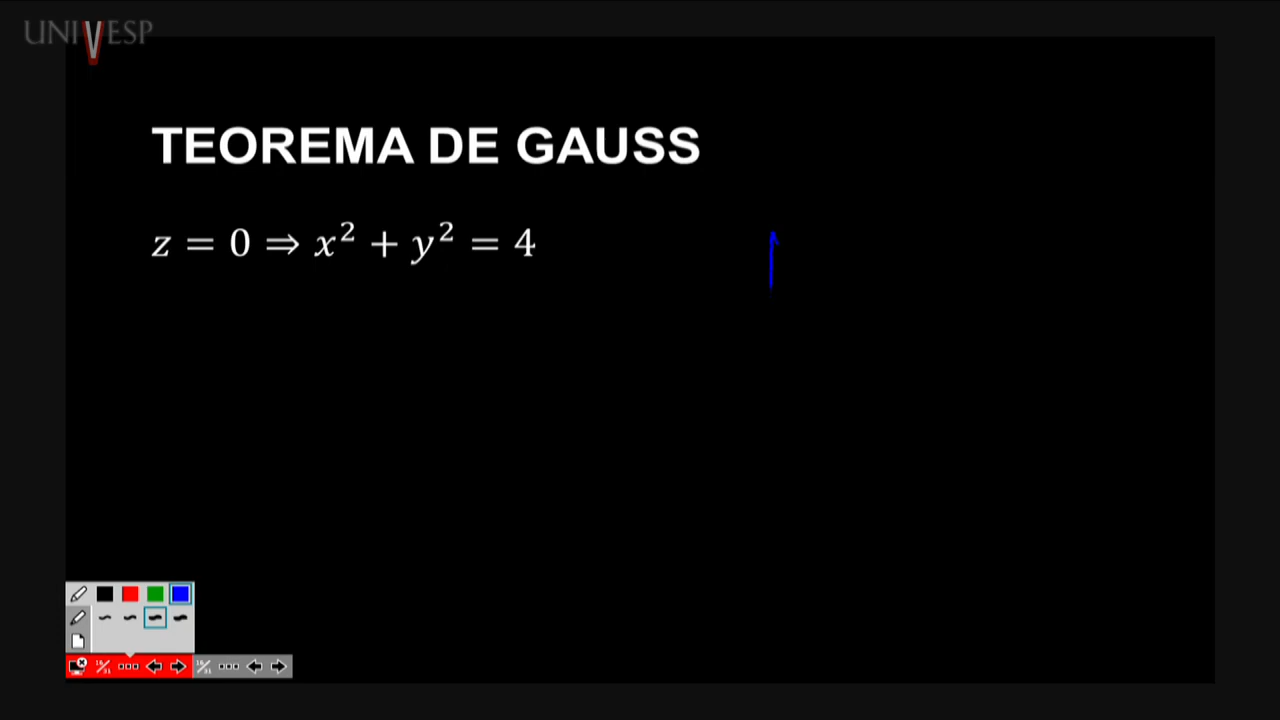 UNIVESP
TEOREMA DE GAUSS
z = 0 ⇒ x² + y² = 4